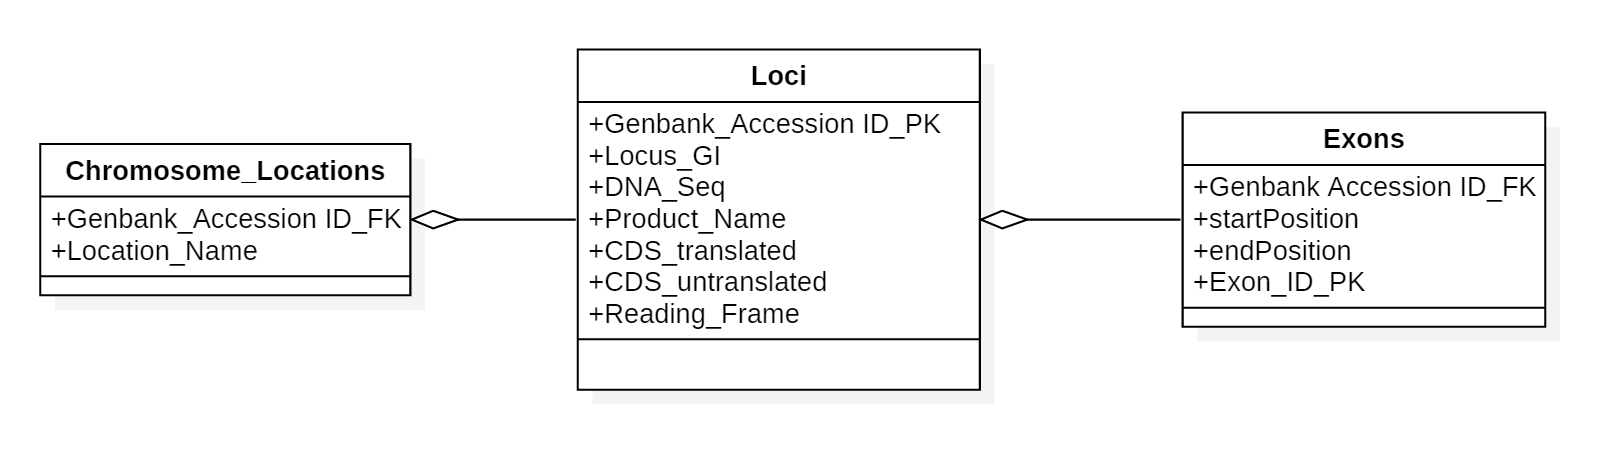 Chromosome_Locations
+Genbank_Accession ID_FK
+Location_Name
Loci
+Genbank_Accession ID_PK
+Locus_GI
+DNA_Seq
+Product_Name
+CDS_translated
+CDS_untranslated
+Reading_Frame
Exons
+Genbank Accession ID_FK
+startPosition
+endPosition
+Exon_ID_PK